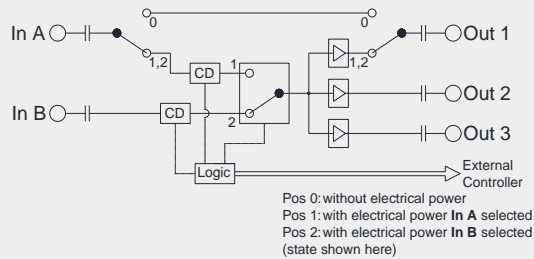 0 0
In A
Out 1
1,2
CD
1
1,2
In B
CD
2
Out 2
Out 3
Logic
External
Controller
Pos 0: without electrical power
Pos 1: with electrical power In A selected
Pos 2: with electrical power In B selected
(state shown here)